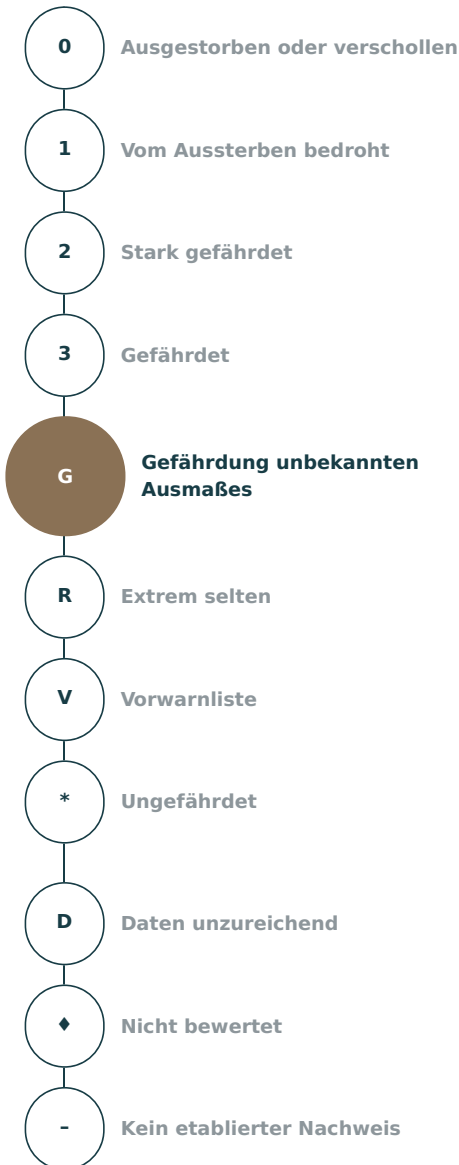 0 Ausgestorben oder verschollen
1 Vom Aussterben bedroht
2 Stark gefährdet
3 Gefährdet
G Gefährdung unbekannten
Ausmaßes
R Extrem selten
V Vorwarnliste
* Ungefährdet
D Daten unzureichend
♦ Nicht bewertet
– Kein etablierter Nachweis